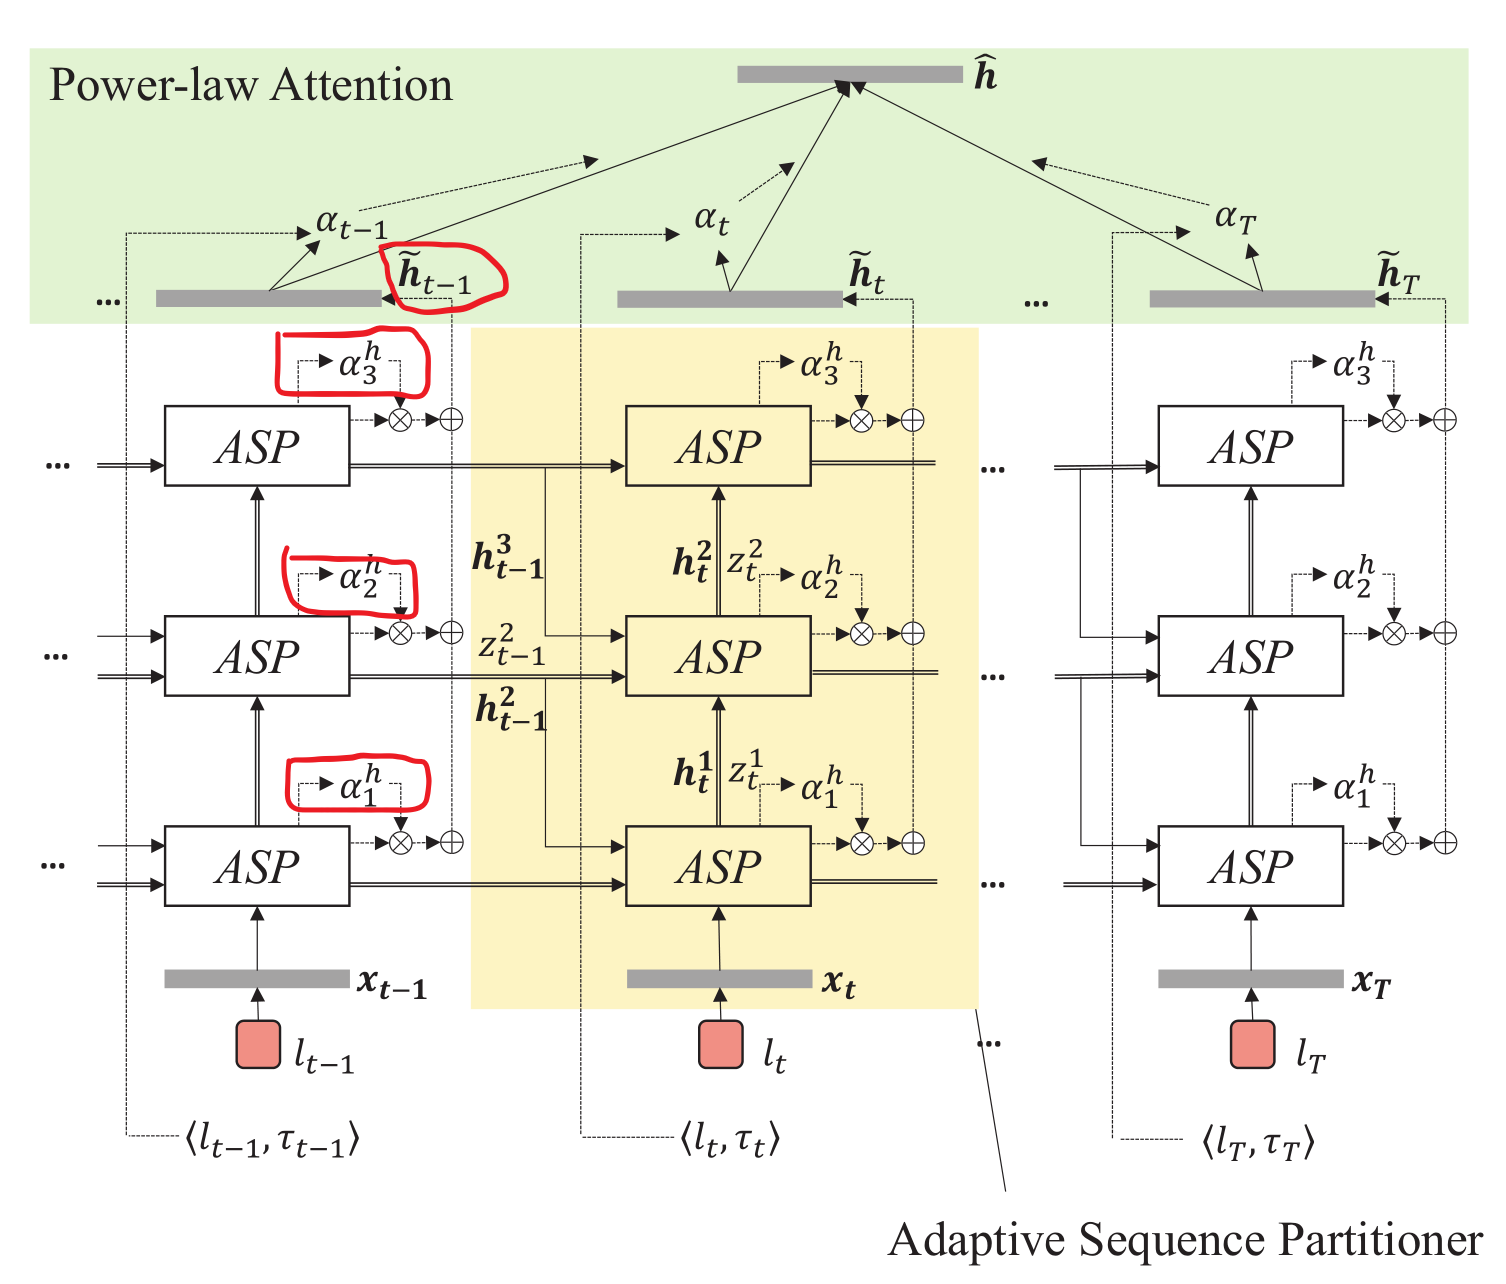 Power-law Attention
ĥ
α_{t−1}
α_t
α_T
h̃_{t−1}
h̃_t
h̃_T
...
...
α_3^h
α_3^h
α_3^h
ASP
ASP
ASP
...
...
h_{t−1}^3
h_t^2
z_t^2
α_2^h
α_2^h
α_2^h
z_{t−1}^2
ASP
ASP
ASP
...
...
h_{t−1}^2
h_t^1
z_t^1
α_1^h
α_1^h
α_1^h
ASP
ASP
ASP
...
...
x_{t−1}
x_t
x_T
l_{t−1}
l_t
...
l_T
⟨l_{t−1}, τ_{t−1}⟩
⟨l_t, τ_t⟩
⟨l_T, τ_T⟩
Adaptive Sequence Partitioner